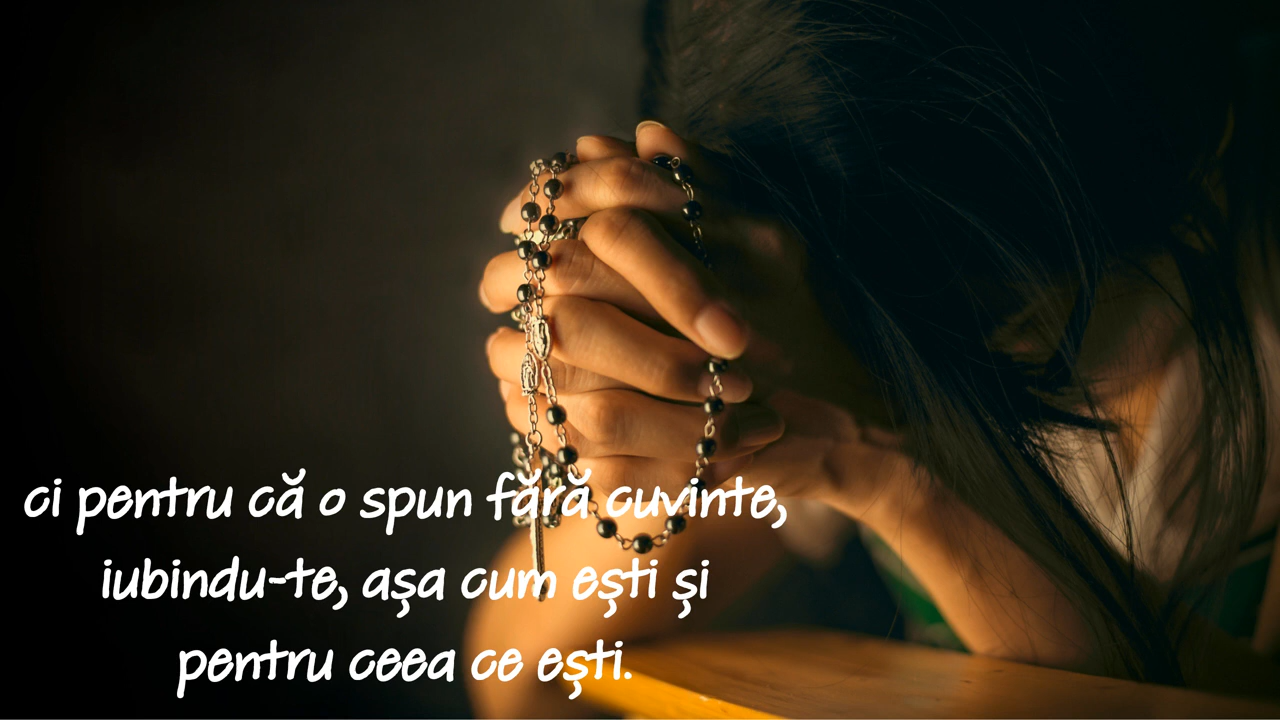 ci pentru că o spun fără cuvinte,
iubindu-te, așa cum ești și
pentru ceea ce ești.